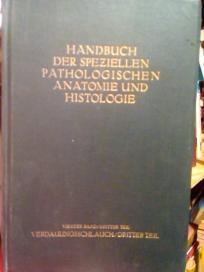 HANDBUCH
DER SPEZIELLEN
PATHOLOGISCHEN
ANATOMIE UND
HISTOLOGIE
VIERTER BAND / DRITTER TEIL
VERDAUUNGSSCHLAUCH / DRITTER TEIL